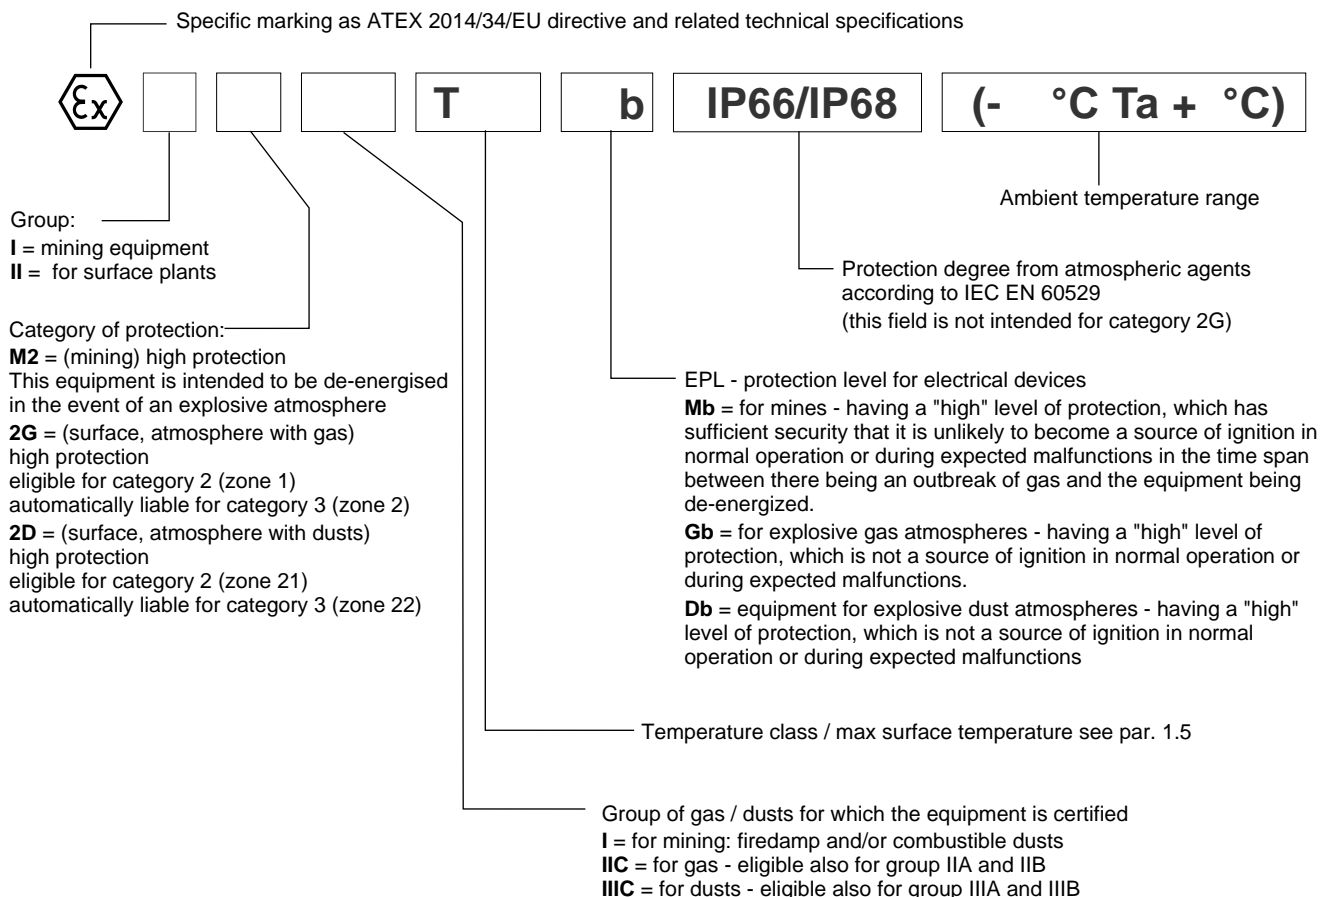 Specific marking as ATEX 2014/34/EU directive and related technical specifications
Ex
T
b
IP66/IP68
(- °C Ta + °C)
Ambient temperature range
Group:
I = mining equipment
II = for surface plants
Protection degree from atmospheric agents
according to IEC EN 60529
(this field is not intended for category 2G)
Category of protection:
M2 = (mining) high protection
This equipment is intended to be de-energised
in the event of an explosive atmosphere
2G = (surface, atmosphere with gas)
high protection
eligible for category 2 (zone 1)
automatically liable for category 3 (zone 2)
2D = (surface, atmosphere with dusts)
high protection
eligible for category 2 (zone 21)
automatically liable for category 3 (zone 22)
EPL - protection level for electrical devices
Mb = for mines - having a "high" level of protection, which has
sufficient security that it is unlikely to become a source of ignition in
normal operation or during expected malfunctions in the time span
between there being an outbreak of gas and the equipment being
de-energized.
Gb = for explosive gas atmospheres - having a "high" level of
protection, which is not a source of ignition in normal operation or
during expected malfunctions.
Db = equipment for explosive dust atmospheres - having a "high"
level of protection, which is not a source of ignition in normal
operation or during expected malfunctions
Temperature class / max surface temperature see par. 1.5
Group of gas / dusts for which the equipment is certified
I = for mining: firedamp and/or combustible dusts
IIC = for gas - eligible also for group IIA and IIB
IIIC = for dusts - eligible also for group IIIA and IIIB